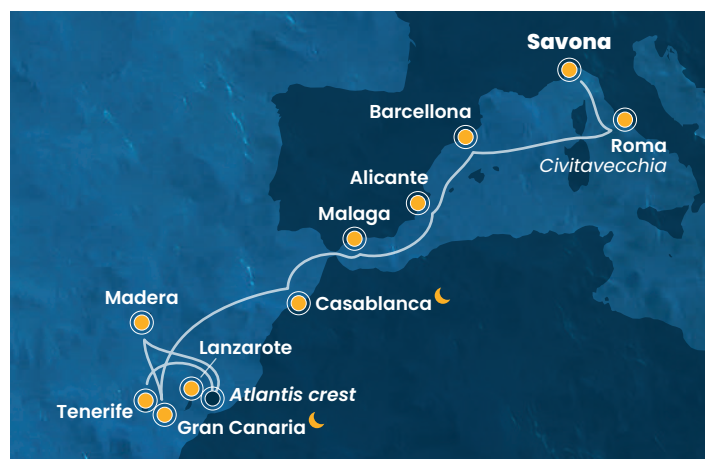 Savona
Barcellona
Roma
Civitavecchia
Alicante
Malaga
Madera
Casablanca
Lanzarote
Atlantis crest
Tenerife
Gran Canaria